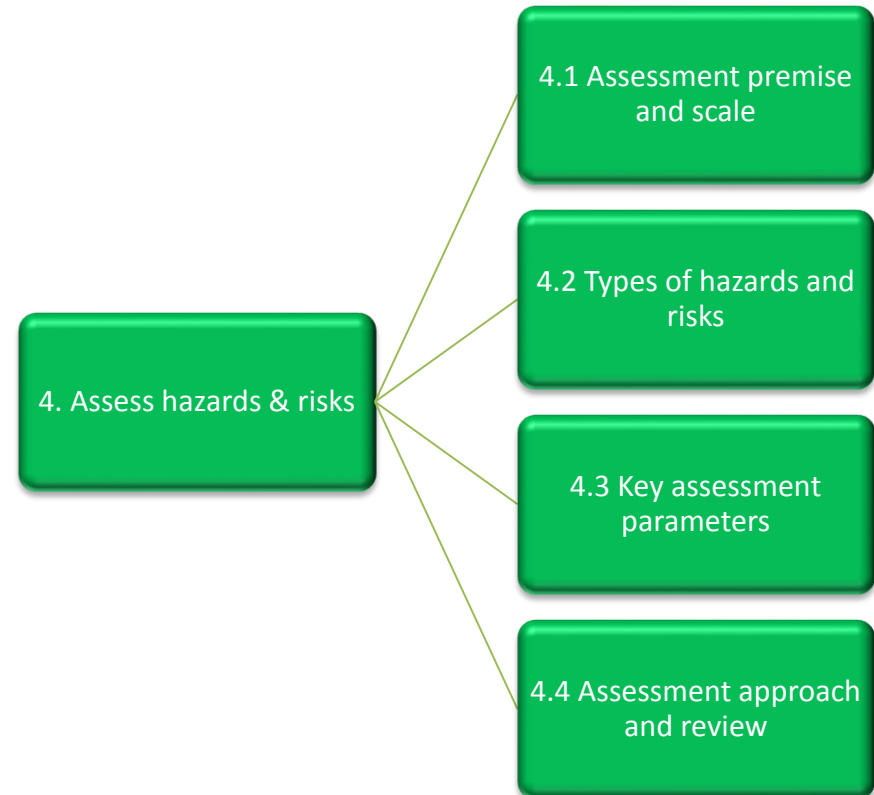 4. Assess hazards & risks
4.1 Assessment premise
and scale
4.2 Types of hazards and
risks
4.3 Key assessment
parameters
4.4 Assessment approach
and review